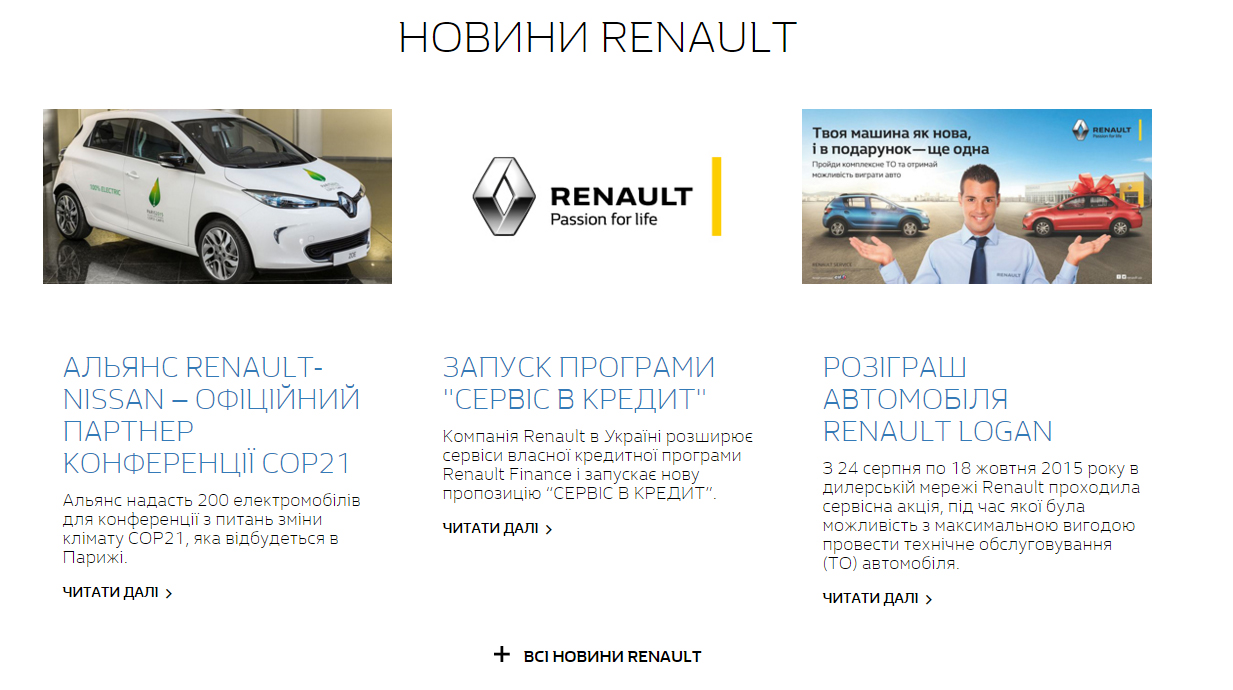 НОВИНИ RENAULT
100% ELECTRIC
ZOE
RENAULT
Passion for life
Твоя машина як нова,
і в подарунок — ще одна
Пройди комплексне ТО та отримай
можливість виграти авто
RENAULT
Passion for life
RENAULT
RENAULT SERVICE
АЛЬЯНС RENAULT-
NISSAN – ОФІЦІЙНИЙ
ПАРТНЕР
КОНФЕРЕНЦІЇ COP21
Альянс надасть 200 електромобілів
для конференції з питань зміни
клімату COP21, яка відбудеться в
Парижі.
ЧИТАТИ ДАЛІ >
ЗАПУСК ПРОГРАМИ
"СЕРВІС В КРЕДИТ"
Компанія Renault в Україні розширює
сервіси власної кредитної програми
Renault Finance і запускає нову
пропозицію “СЕРВІС В КРЕДИТ”.
ЧИТАТИ ДАЛІ >
РОЗІГРАШ
АВТОМОБІЛЯ
RENAULT LOGAN
З 24 серпня по 18 жовтня 2015 року в
дилерській мережі Renault проходила
сервісна акція, під час якої була
можливість з максимальною вигодою
провести технічне обслуговування
(ТО) автомобіля.
ЧИТАТИ ДАЛІ >
+ ВСІ НОВИНИ RENAULT